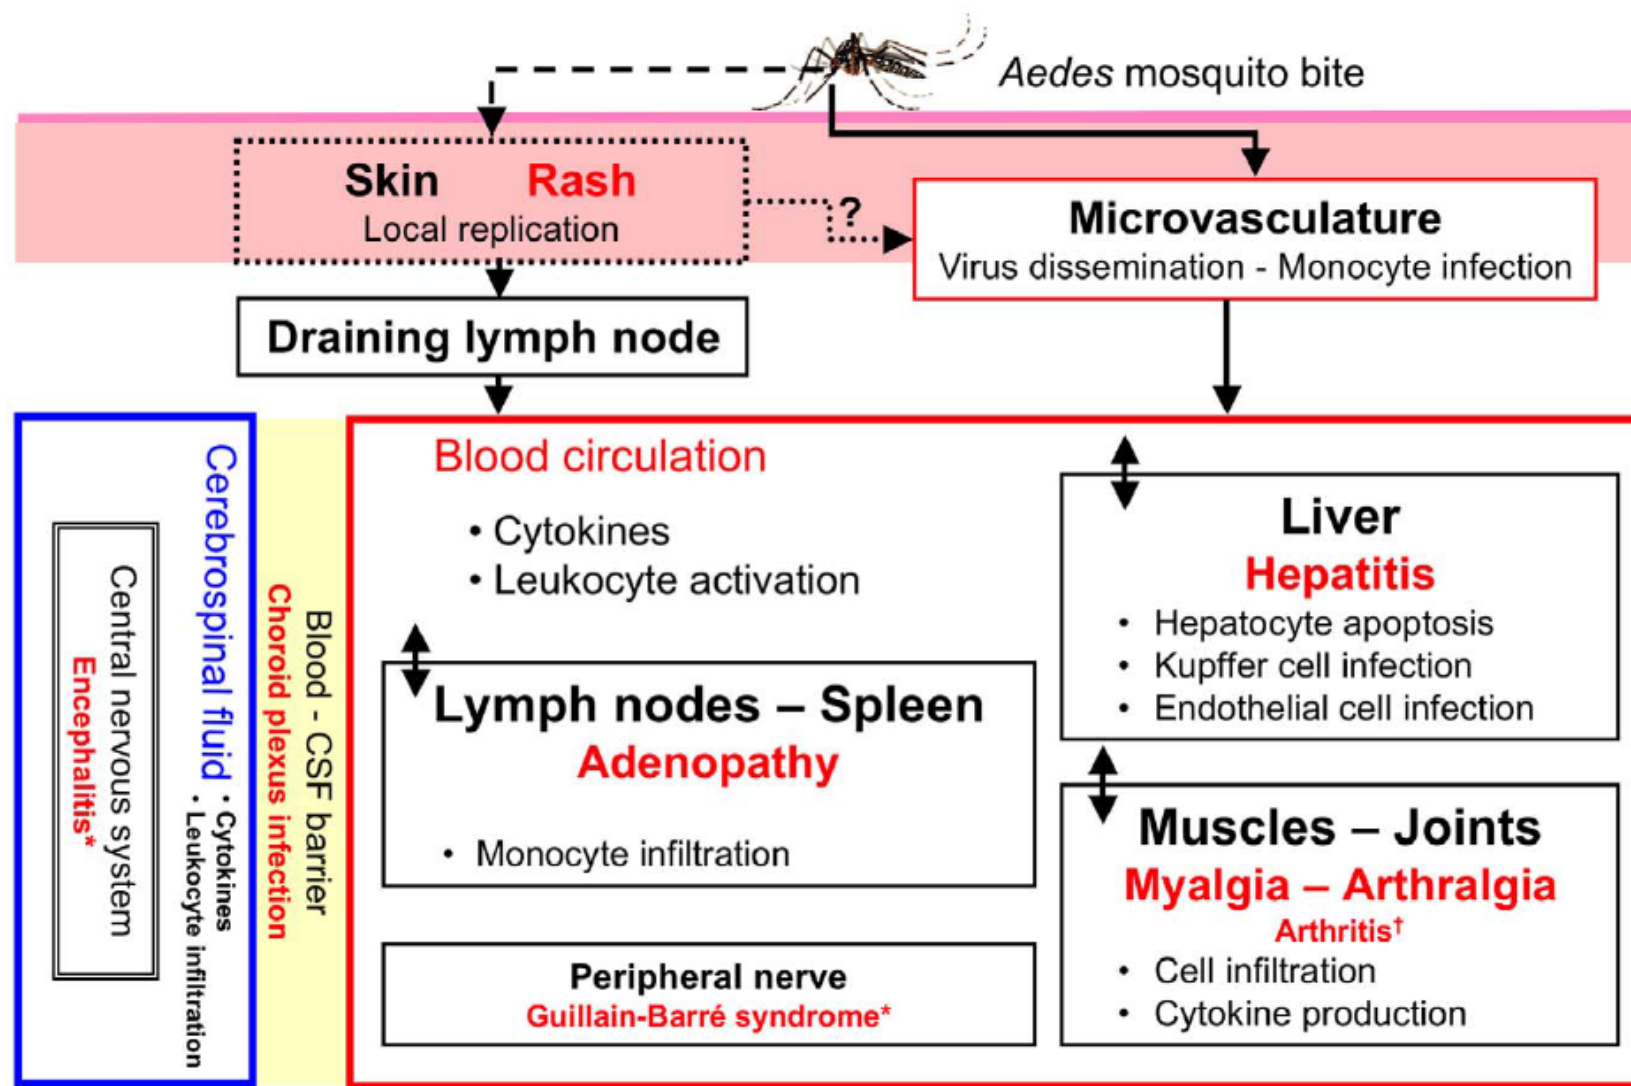 Aedes mosquito bite
Skin Rash
Local replication
?
Microvasculature
Virus dissemination - Monocyte infection
Draining lymph node
Blood circulation
• Cytokines
• Leukocyte activation
Lymph nodes – Spleen
Adenopathy
• Monocyte infiltration
Peripheral nerve
Guillain-Barré syndrome*
Liver
Hepatitis
• Hepatocyte apoptosis
• Kupffer cell infection
• Endothelial cell infection
Muscles – Joints
Myalgia – Arthralgia
Arthritis†
• Cell infiltration
• Cytokine production
Blood - CSF barrier
Choroid plexus infection
Cerebrospinal fluid
• Cytokines
• Leukocyte infiltration
Central nervous system
Encephalitis*